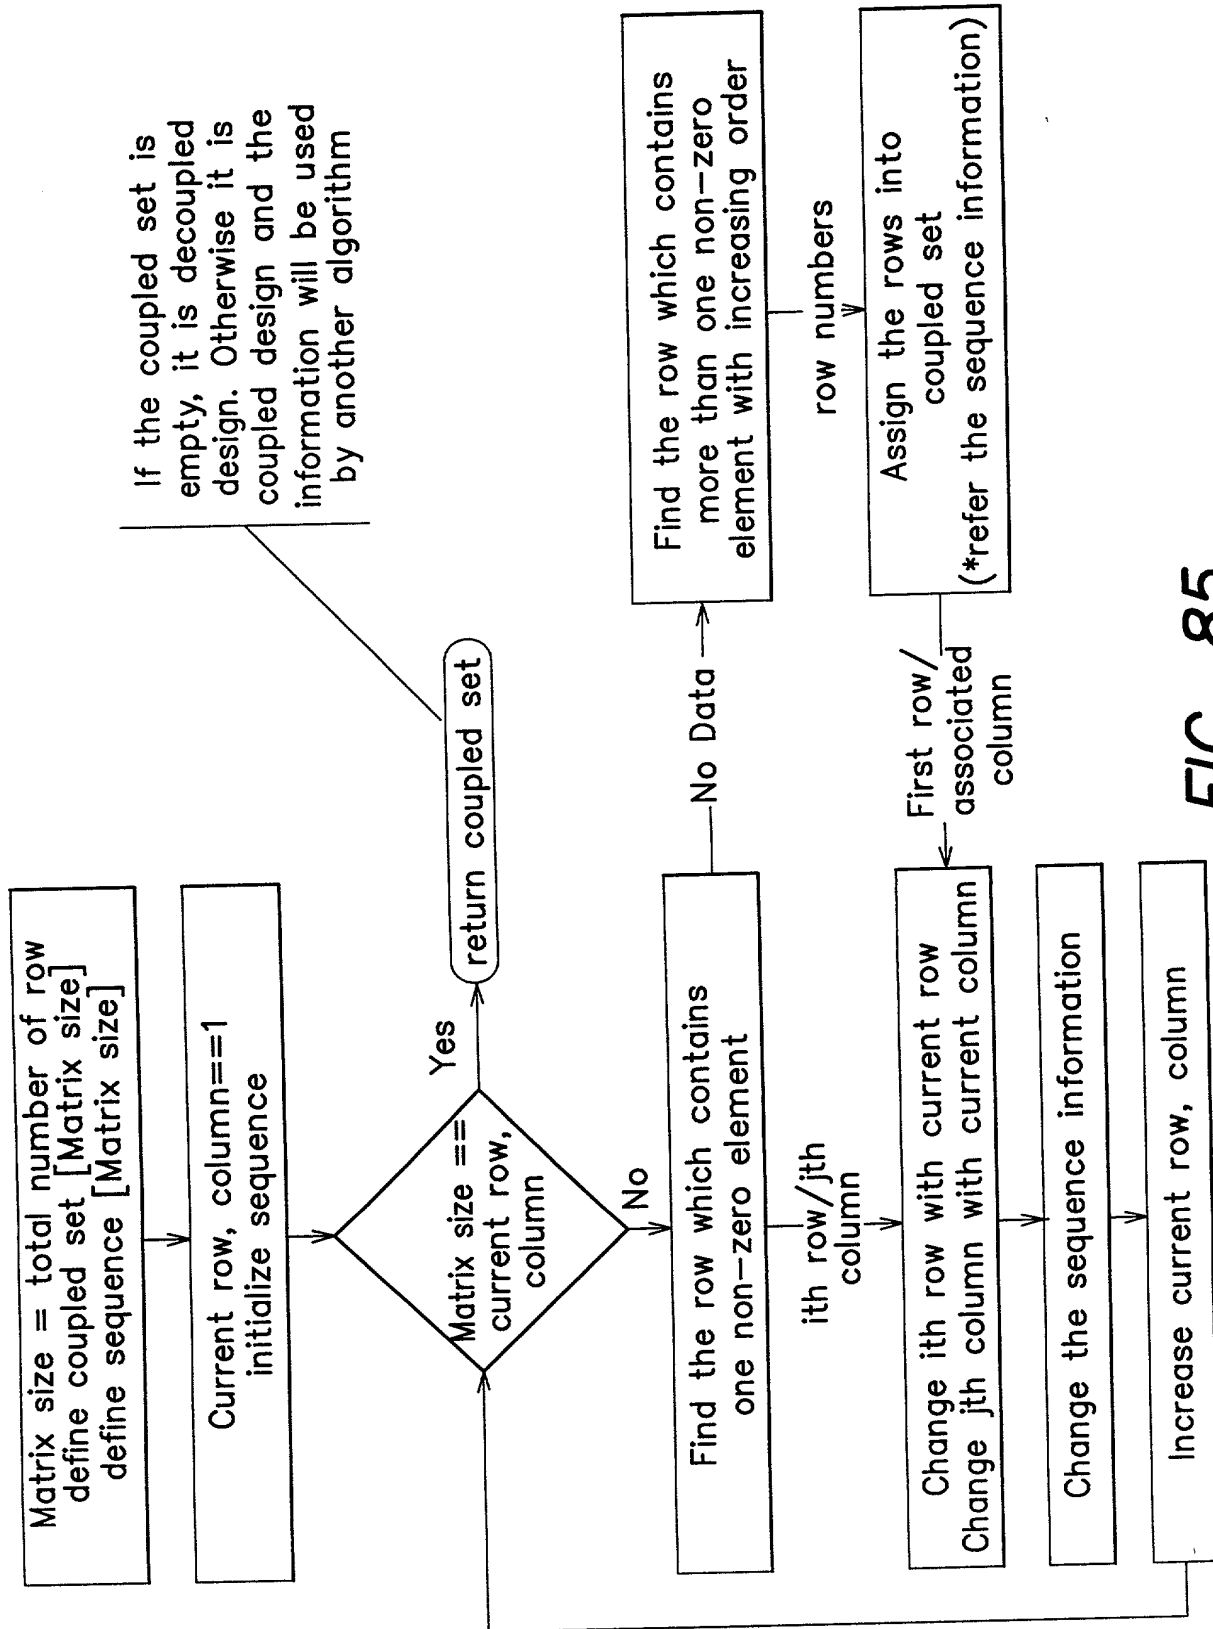 Matrix size = total number of row
define coupled set [Matrix size]
define sequence [Matrix size]
Current row, column==1
initialize sequence
Matrix size ==
current row,
column
Yes
return coupled set
If the coupled set is
empty, it is decoupled
design. Otherwise it is
coupled design and the
information will be used
by another algorithm
No
Find the row which contains
one non-zero element
No Data
Find the row which contains
more than one non-zero
element with increasing order
row numbers
Assign the rows into
coupled set
(*refer the sequence information)
First row/
associated
column
ith row/jth
column
Change ith row with current row
Change jth column with current column
Change the sequence information
Increase current row, column
FIG. 85